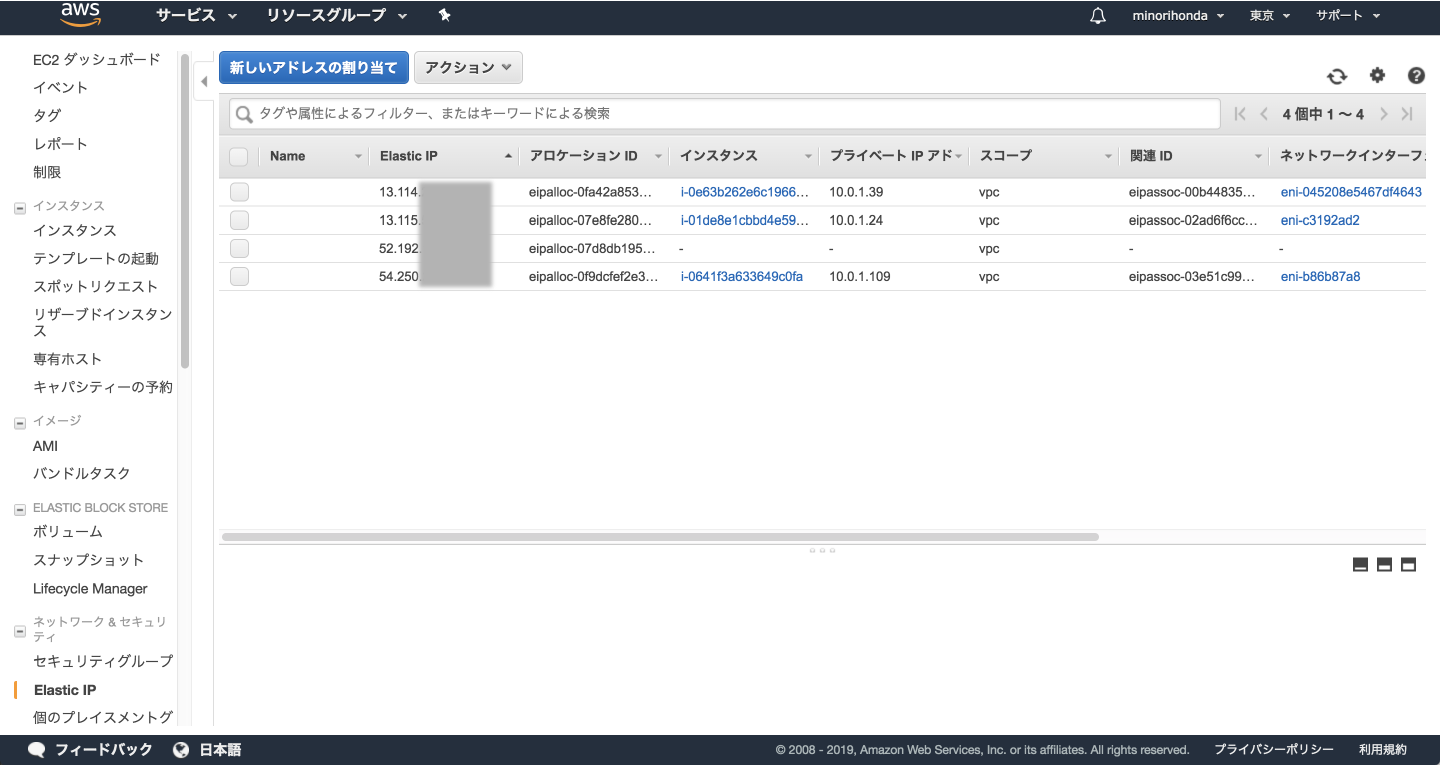 aws サービス リソースグループ minorihonda 東京 サポート
EC2 ダッシュボード
イベント
タグ
レポート
制限
インスタンス
インスタンス
テンプレートの起動
スポットリクエスト
リザーブドインスタン
ス
専有ホスト
キャパシティーの予約
イメージ
AMI
バンドルタスク
ELASTIC BLOCK STORE
ボリューム
スナップショット
Lifecycle Manager
ネットワーク & セキュリ
ティ
セキュリティグループ
Elastic IP
個のプレイスメントグ
新しいアドレスの割り当て アクション
タグや属性によるフィルター、またはキーワードによる検索 4 個中 1 〜 4
Name Elastic IP アロケーション ID インスタンス プライベート IP アド スコープ 関連 ID ネットワークインターフ
13.114. eipalloc-0fa42a853... i-0e63b262e6c1966... 10.0.1.39 vpc eipassoc-00b44835... eni-045208e5467df4643
13.115. eipalloc-07e8fe280... i-01de8e1cbbd4e59... 10.0.1.24 vpc eipassoc-02ad6f6cc... eni-c3192ad2
52.192. eipalloc-07d8db195... - - vpc - -
54.250. eipalloc-0f9dcfef2e3... i-0641f3a633649c0fa 10.0.1.109 vpc eipassoc-03e51c99... eni-b86b87a8
フィードバック 日本語 © 2008 - 2019, Amazon Web Services, Inc. or its affiliates. All rights reserved. プライバシーポリシー 利用規約